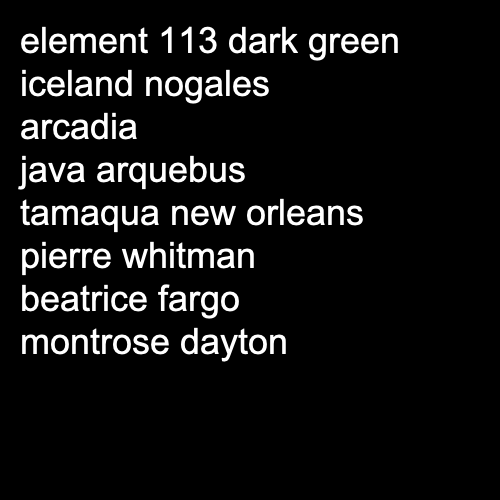 element 113 dark green
iceland nogales
arcadia
java arquebus
tamaqua new orleans
pierre whitman
beatrice fargo
montrose dayton